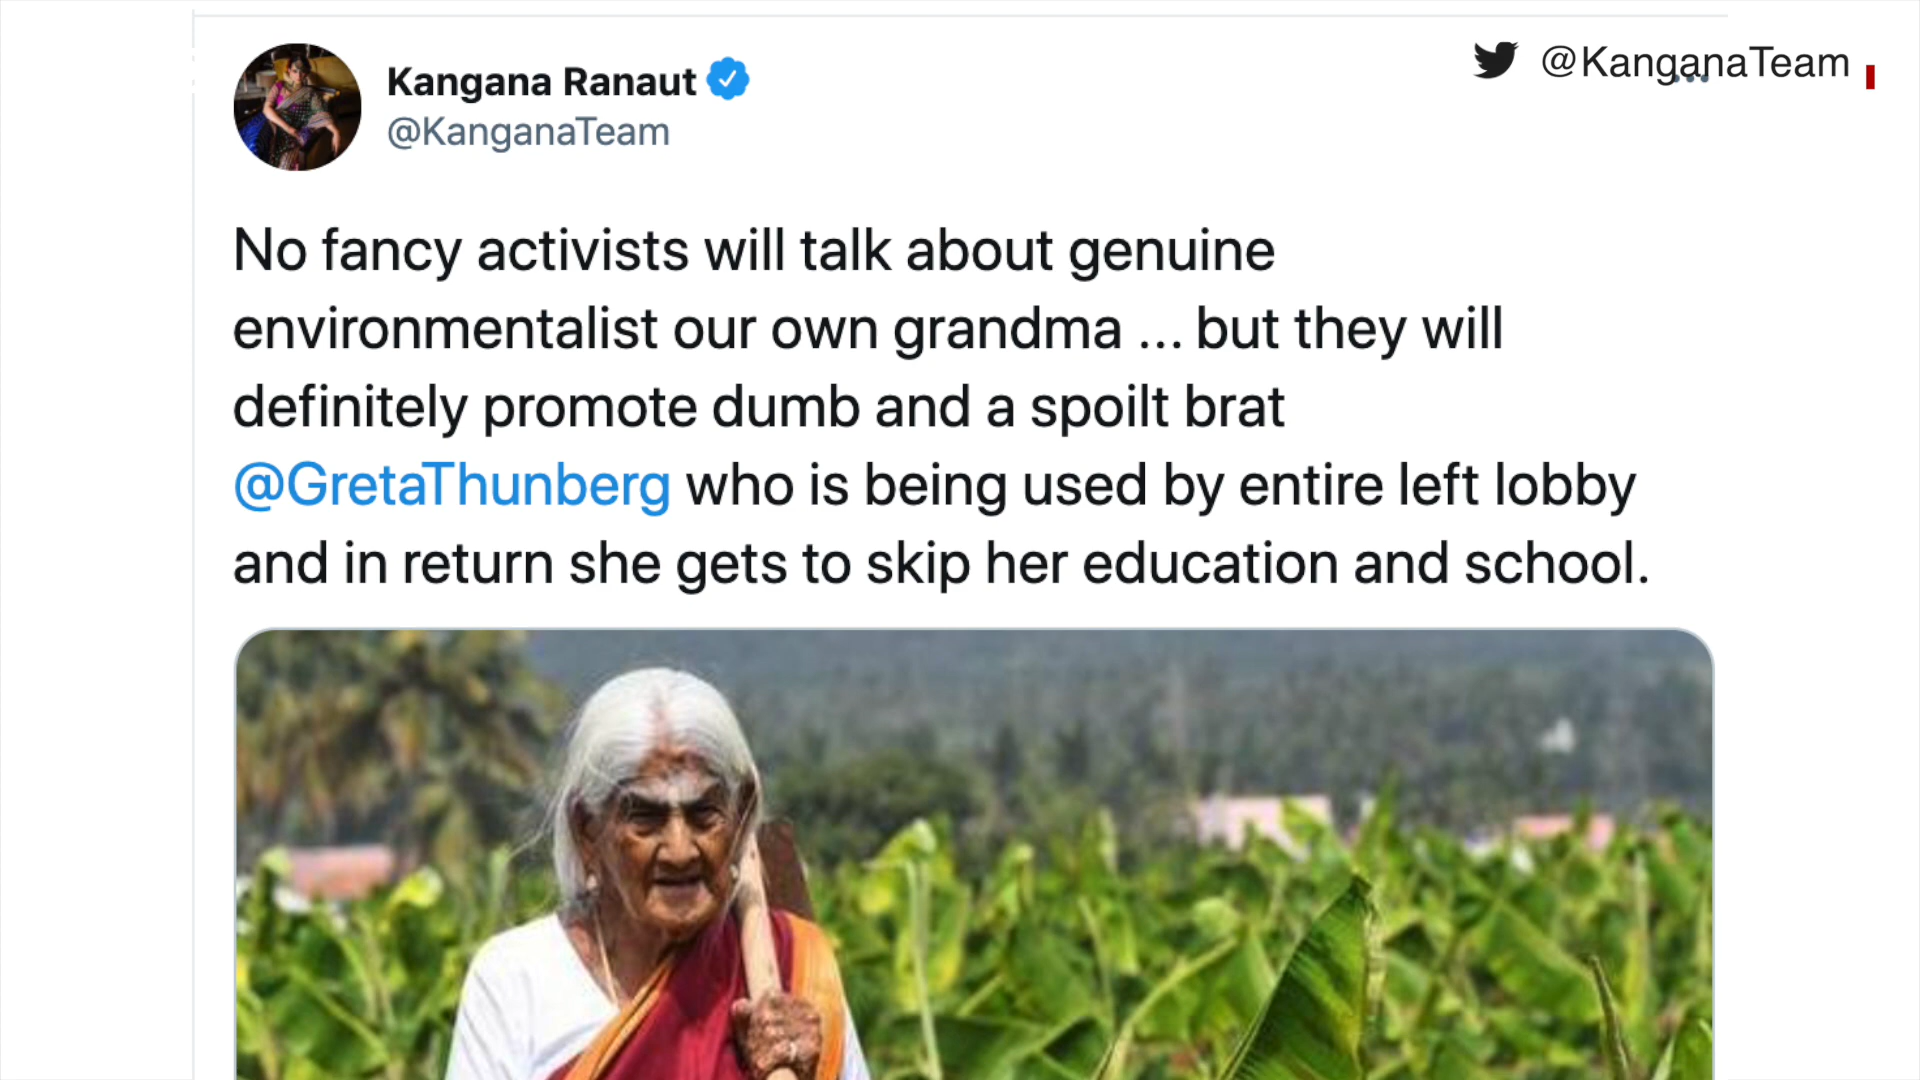 Kangana Ranaut
@KanganaTeam
@KanganaTeam
No fancy activists will talk about genuine
environmentalist our own grandma ... but they will
definitely promote dumb and a spoilt brat
@GretaThunberg who is being used by entire left lobby
and in return she gets to skip her education and school.